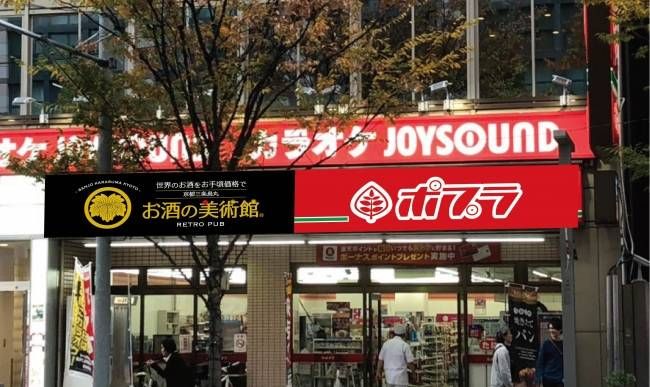 カラオケ JOYSOUND
SANJO KARASUMA KYOTO
世界のお酒をお手頃価格で
京都三条烏丸
お酒の美術館
RETRO PUB
ポプラ
ボーナスポイントプレゼント実施中
パン